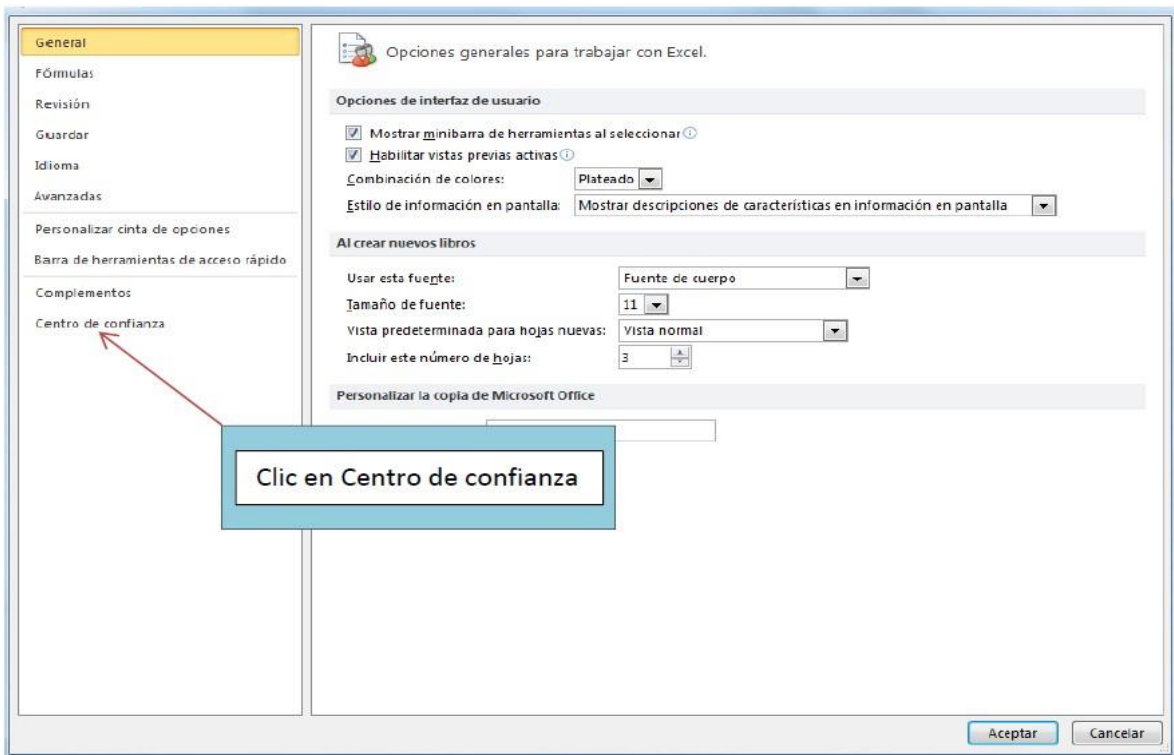 General
Fórmulas
Revisión
Guardar
Idioma
Avanzadas
Personalizar cinta de opciones
Barra de herramientas de acceso rápido
Complementos
Centro de confianza
Opciones generales para trabajar con Excel.
Opciones de interfaz de usuario
Mostrar minibarra de herramientas al seleccionar
Habilitar vistas previas activas
Combinación de colores: Plateado
Estilo de información en pantalla: Mostrar descripciones de características en información en pantalla
Al crear nuevos libros
Usar esta fuente: Fuente de cuerpo
Tamaño de fuente: 11
Vista predeterminada para hojas nuevas: Vista normal
Incluir este número de hojas: 3
Personalizar la copia de Microsoft Office
Clic en Centro de confianza
Aceptar Cancelar